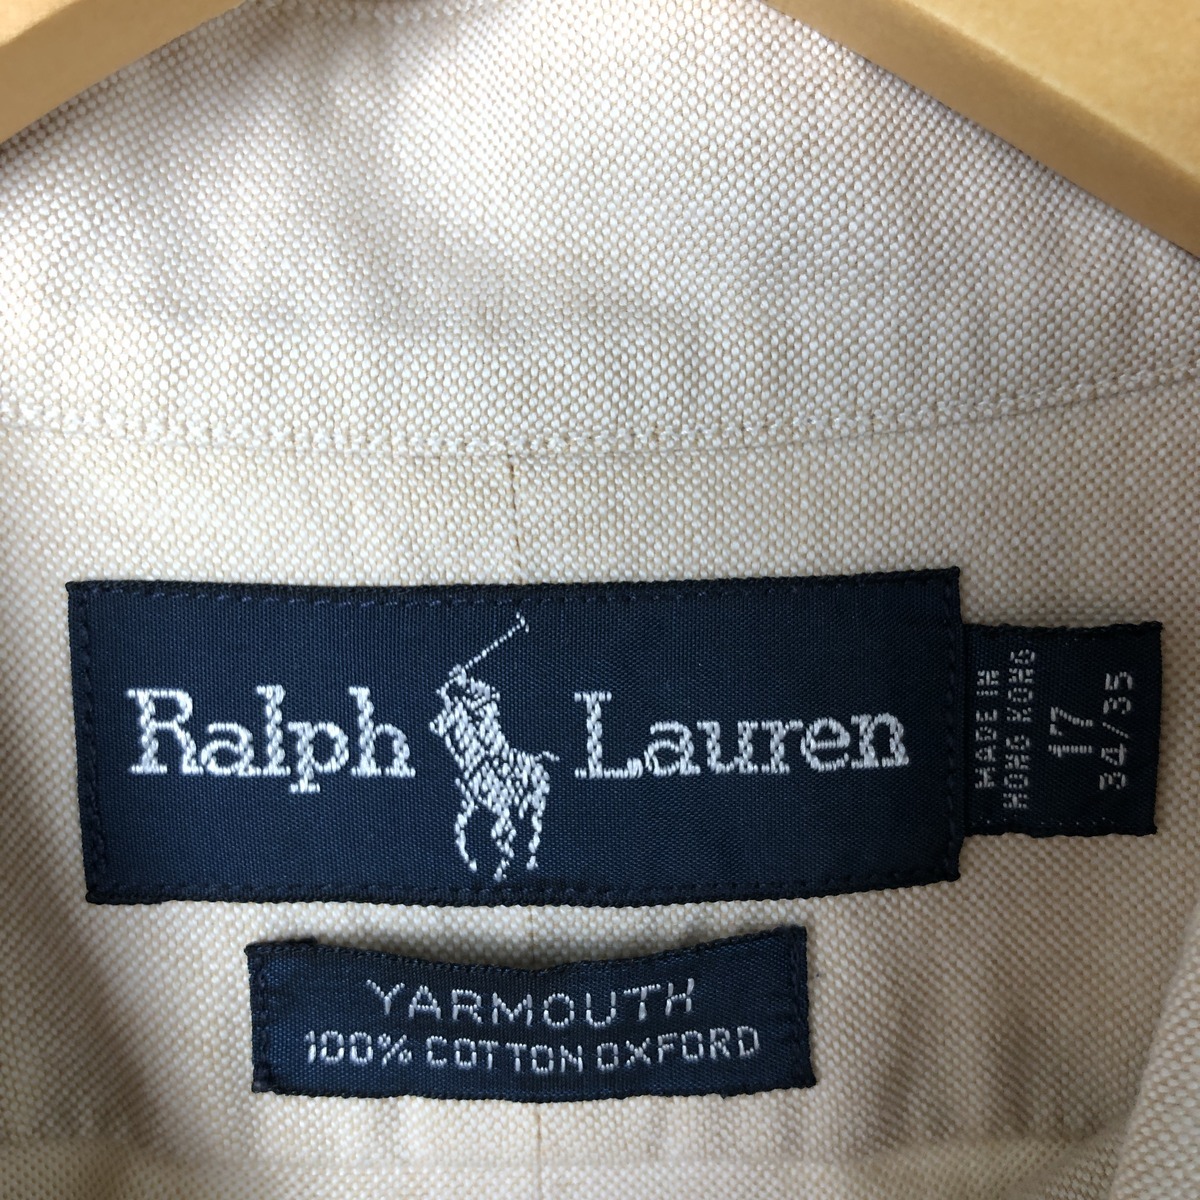 Ralph Lauren
MADE IN
HONG KONG
17
34/35
YARMOUTH
100% COTTON OXFORD